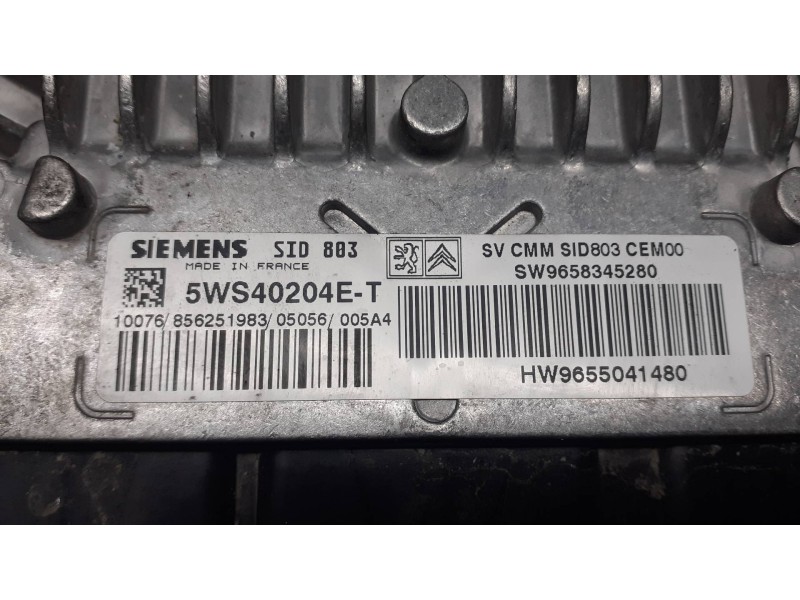 SIEMENS SID 803
MADE IN FRANCE
5WS40204E-T
10076/856251983/05056/005A4
SV CMM SID803 CEM00
SW9658345280
HW9655041480